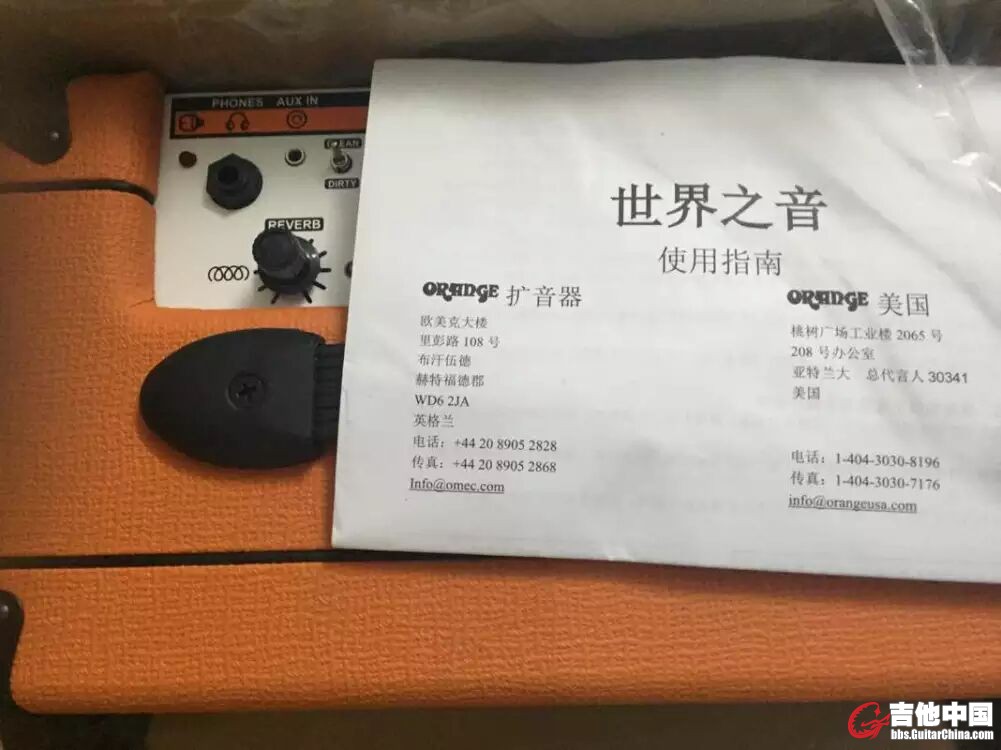 PHONES AUX IN
CLEAN
DIRTY
REVERB
世界之音
使用指南
ORANGE 扩音器
欧美克大楼
里彭路 108 号
布汗伍德
赫特福德郡
WD6 2JA
英格兰
电话：+44 20 8905 2828
传真：+44 20 8905 2868
Info@omec.com
ORANGE 美国
桃树广场工业楼 2065 号
208 号办公室
亚特兰大 总代言人 30341
美国
电话：1-404-3030-8196
传真：1-404-3030-7176
info@orangeusa.com
吉他中国
bbs.GuitarChina.com